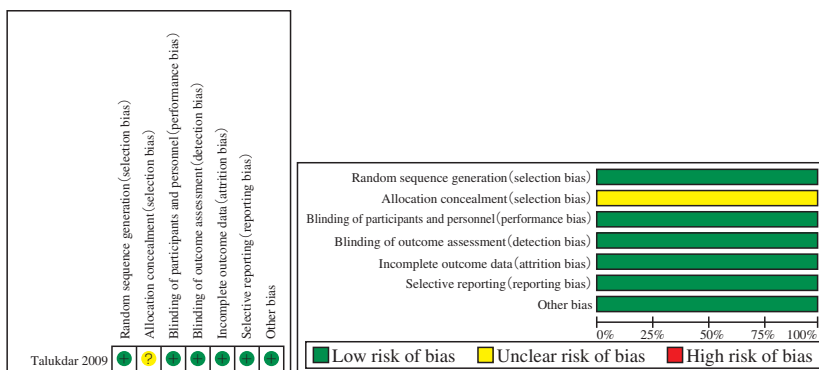 Random sequence generation(selection bias)
Allocation concealment(selection bias)
Blinding of participants and personnel(performance bias)
Blinding of outcome assessment(detection bias)
Incomplete outcome data(attrition bias)
Selective reporting(reporting bias)
Other bias
Talukdar 2009 + ? + + + + +
Random sequence generation(selection bias)
Allocation concealment(selection bias)
Blinding of participants and personnel(performance bias)
Blinding of outcome assessment(detection bias)
Incomplete outcome data(attrition bias)
Selective reporting(reporting bias)
Other bias
0% 25% 50% 75% 100%
Low risk of bias Unclear risk of bias High risk of bias